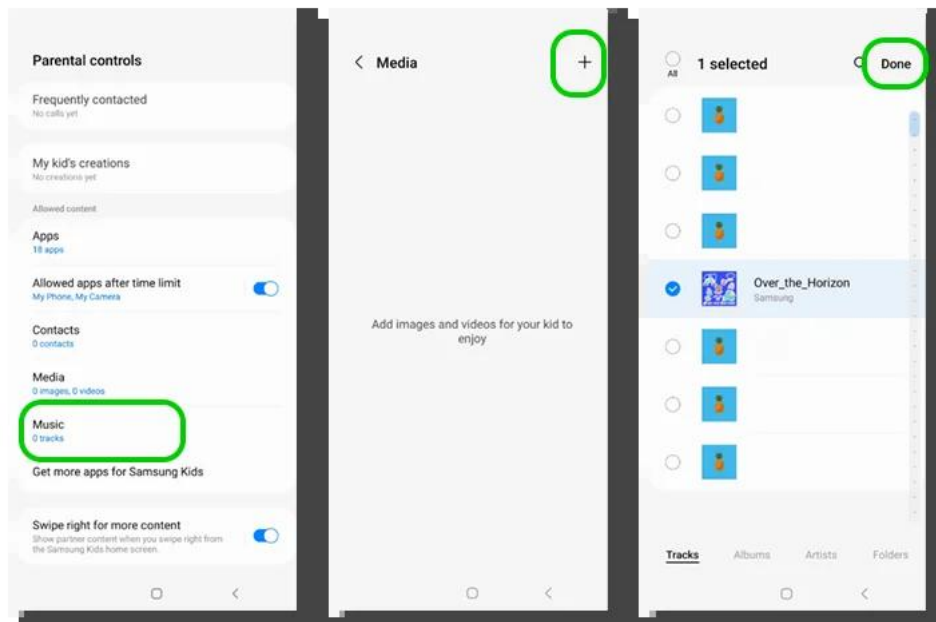 Parental controls
Frequently contacted
No calls yet
My kid's creations
No creations yet
Allowed content
Apps
18 apps
Allowed apps after time limit
My Phone, My Camera
Contacts
0 contacts
Media
0 images, 0 videos
Music
0 tracks
Get more apps for Samsung Kids
Swipe right for more content
Show partner content when you swipe right from
the Samsung Kids home screen.
Media
Add images and videos for your kid to
enjoy
All
1 selected
Done
Over_the_Horizon
Samsung
Tracks
Albums
Artists
Folders